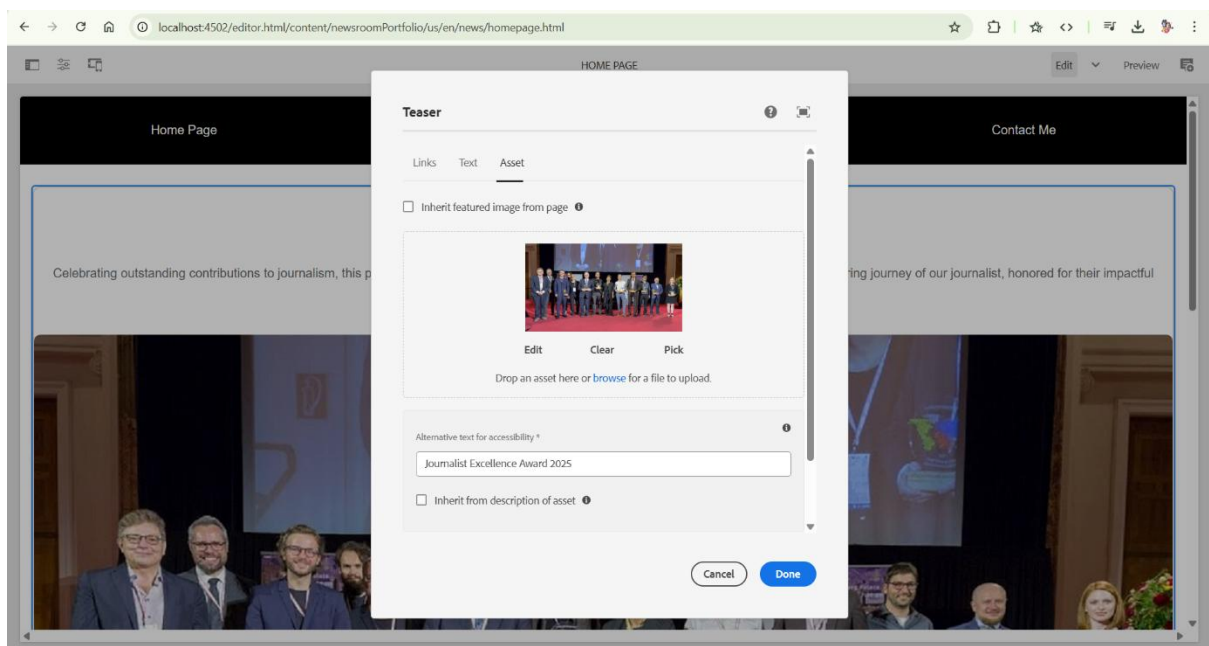 localhost:4502/editor.html/content/newsroomPortfolio/us/en/news/homepage.html
HOME PAGE
Edit
Preview
Home Page
Contact Me
Celebrating outstanding contributions to journalism, this p
ring journey of our journalist, honored for their impactful
Teaser
Links Text Asset
Inherit featured image from page
Edit Clear Pick
Drop an asset here or browse for a file to upload.
Alternative text for accessibility *
Journalist Excellence Award 2025
Inherit from description of asset
Cancel Done